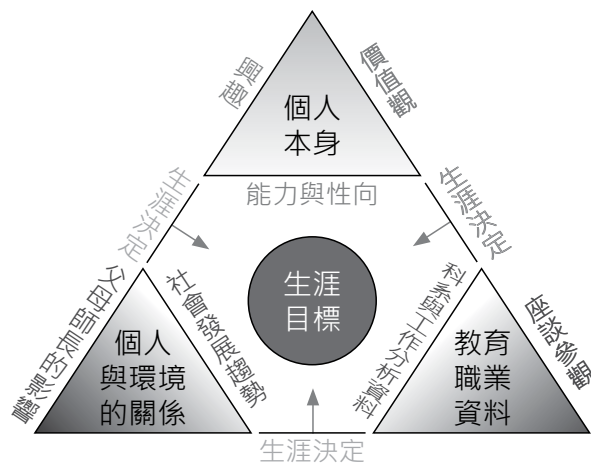 興趣
價值觀
個人
本身
能力與性向
生涯決定
生涯決定
生涯
目標
父母師長的影響
社會發展趨勢
科系與工作分析資料
座談參觀
個人
與環境
的關係
教育
職業
資料
生涯決定